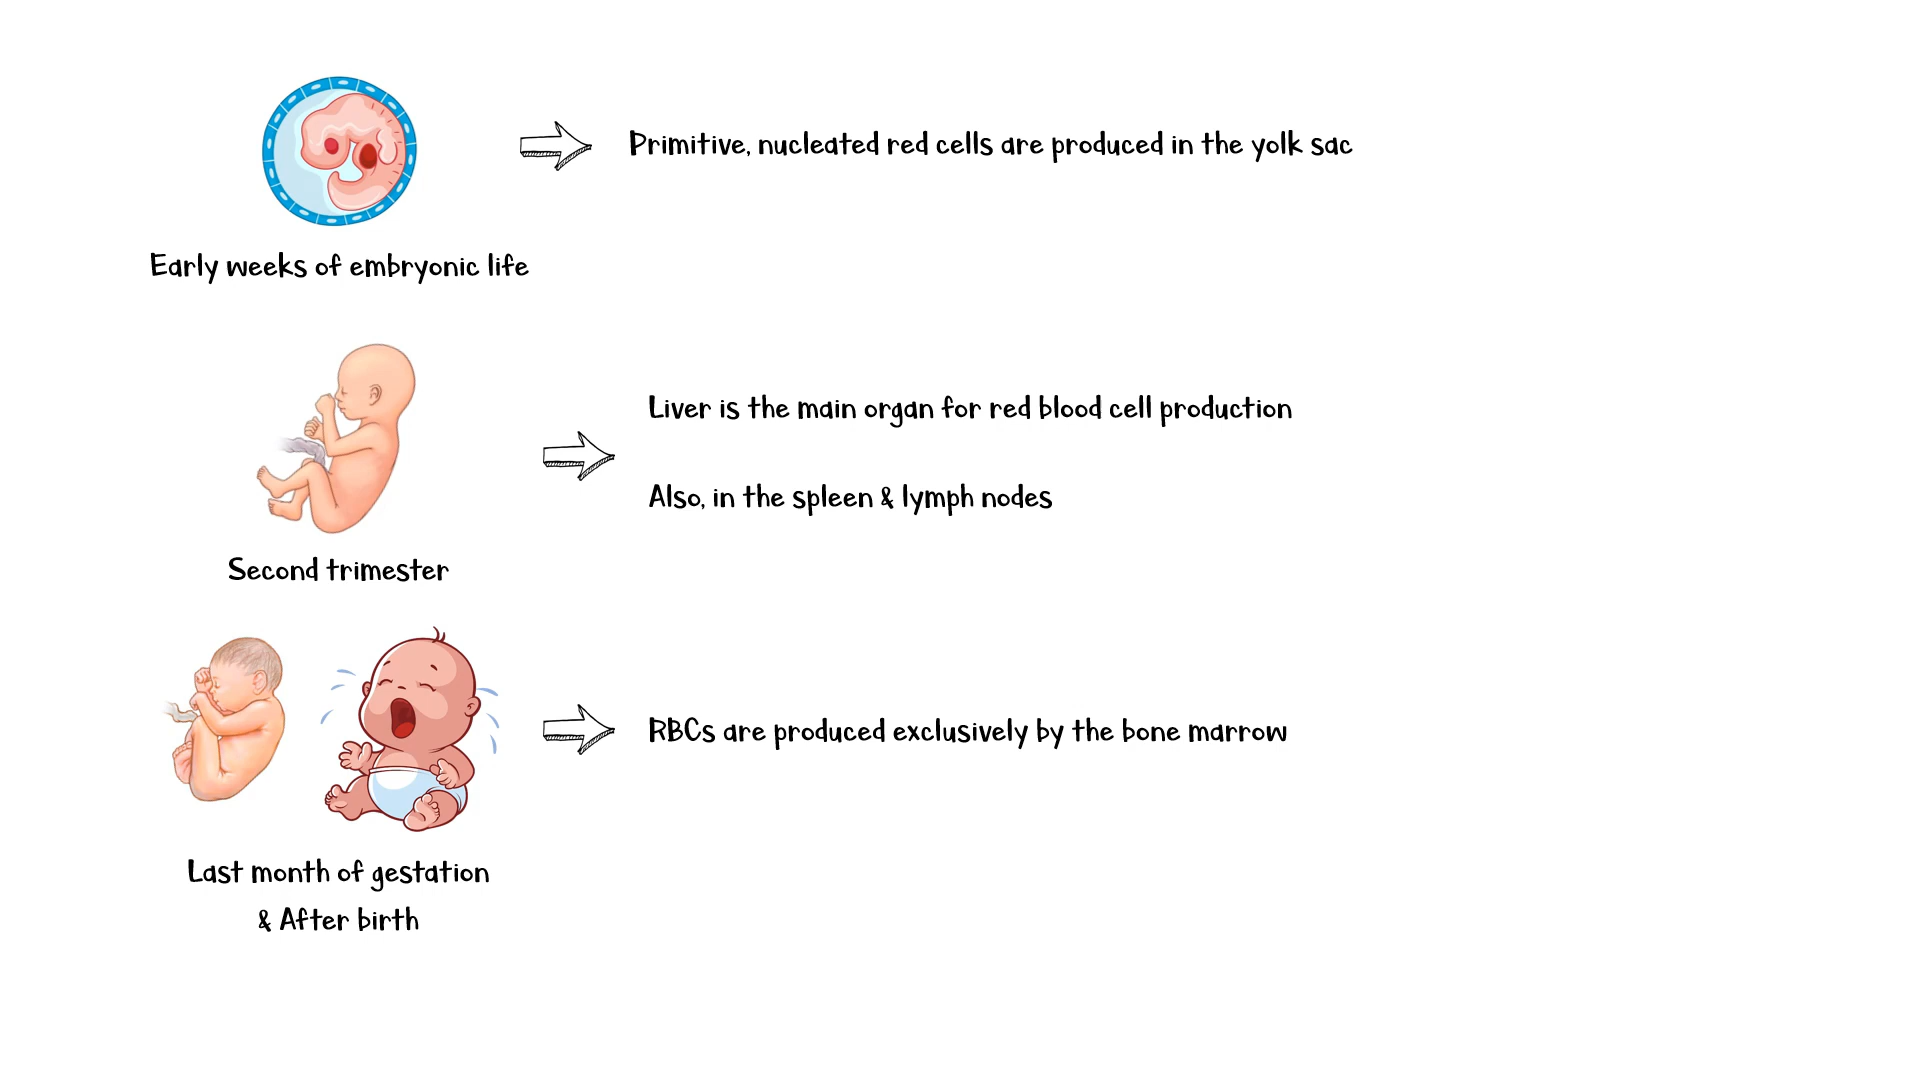 Primitive, nucleated red cells are produced in the yolk sac
Early weeks of embryonic life
Liver is the main organ for red blood cell production
Also, in the spleen & lymph nodes
Second trimester
RBCs are produced exclusively by the bone marrow
Last month of gestation
& After birth